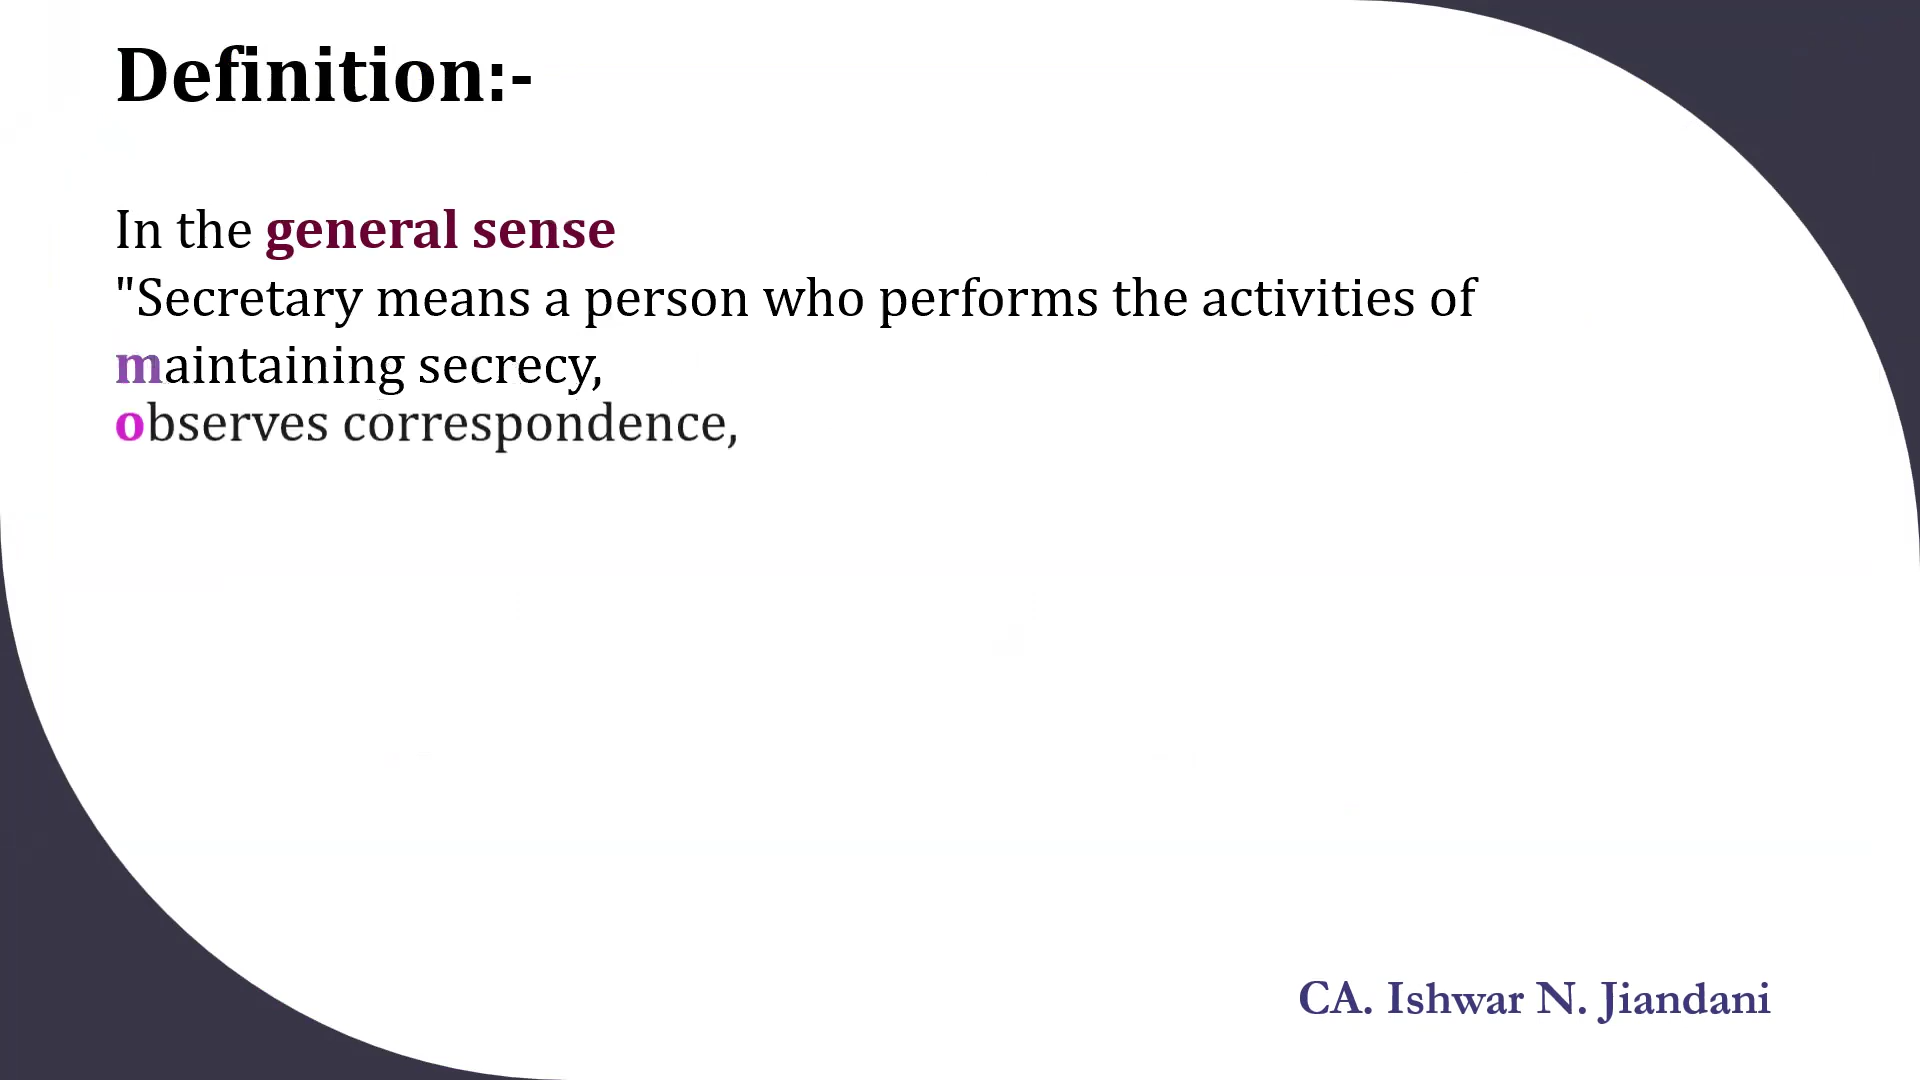 Definition:-
In the general sense
"Secretary means a person who performs the activities of
maintaining secrecy,
observes correspondence,
CA. Ishwar N. Jiandani